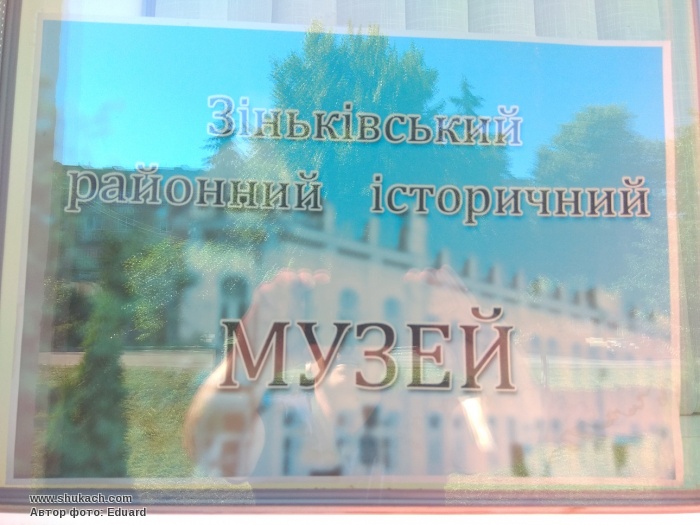 Зіньківський
районний історичний
МУЗЕЙ
www.shukach.com
Автор фото: Eduard